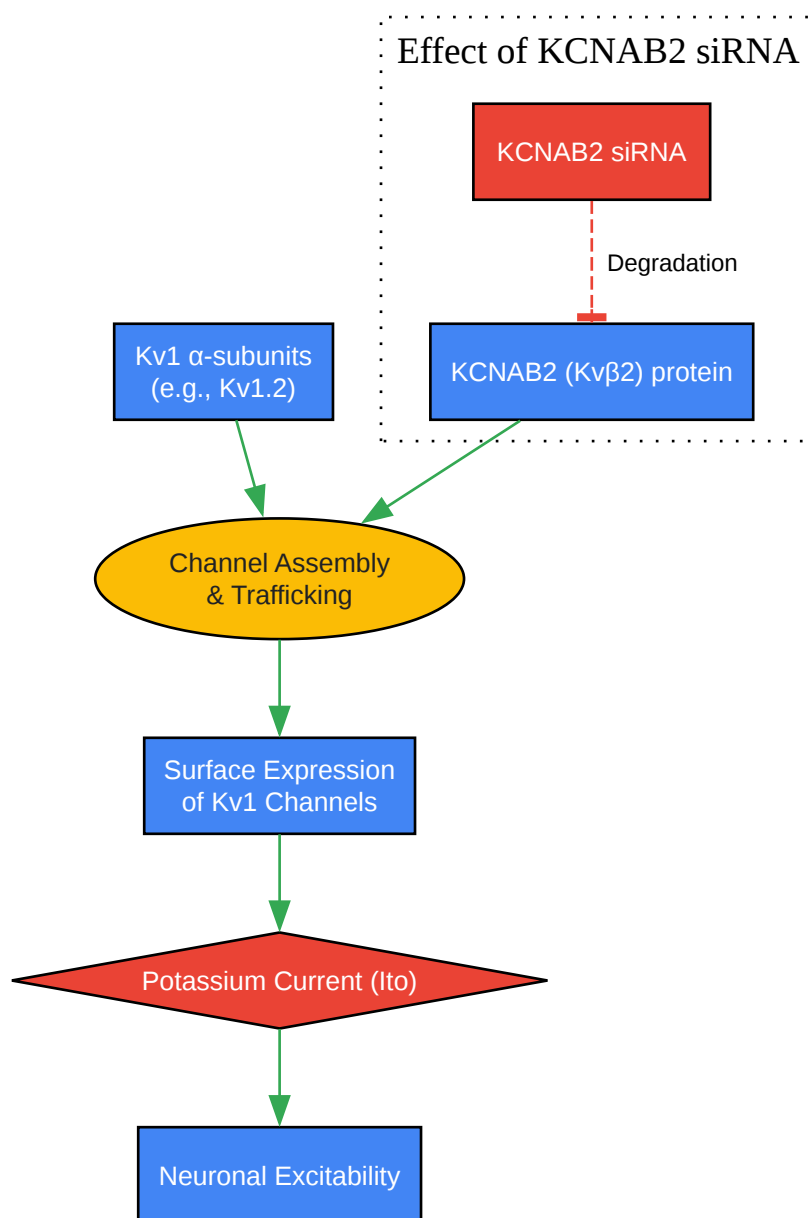 Effect of KCNAB2 siRNA
KCNAB2 siRNA
Degradation
Kv1 α-subunits
(e.g., Kv1.2)
KCNAB2 (Kvβ2) protein
Channel Assembly
& Trafficking
Surface Expression
of Kv1 Channels
Potassium Current (Ito)
Neuronal Excitability